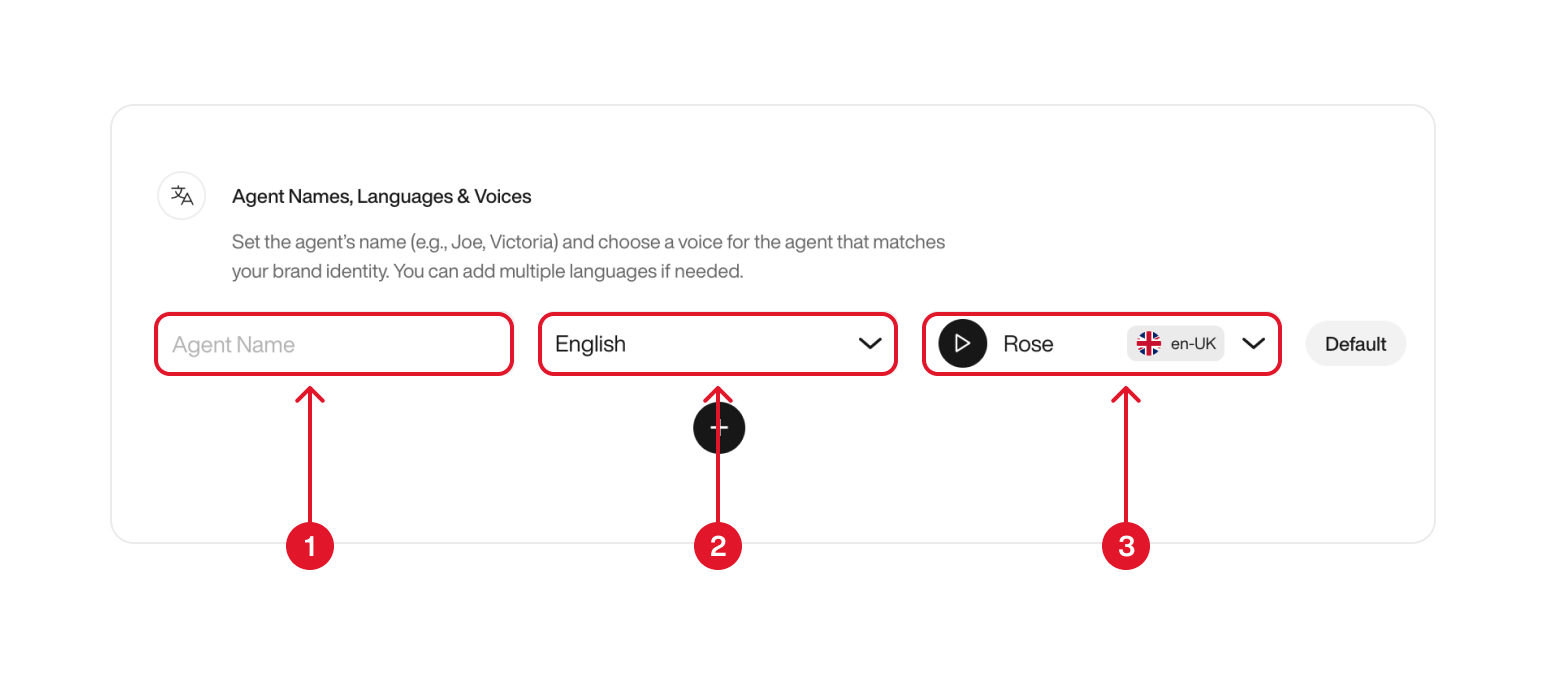 Agent Names, Languages & Voices
Set the agent’s name (e.g., Joe, Victoria) and choose a voice for the agent that matches
your brand identity. You can add multiple languages if needed.
Agent Name
English
Rose
en-UK
Default
1
2
3